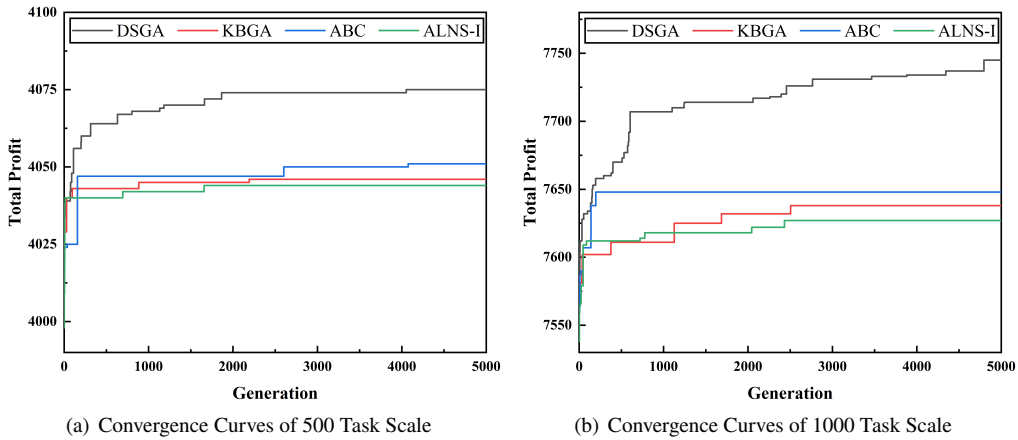 4100
4075
4050
4025
4000
Total Profit
DSGA KBGA ABC ALNS-I
0 1000 2000 3000 4000 5000
Generation
(a) Convergence Curves of 500 Task Scale
7750
7700
7650
7600
7550
Total Profit
DSGA KBGA ABC ALNS-I
0 1000 2000 3000 4000 5000
Generation
(b) Convergence Curves of 1000 Task Scale